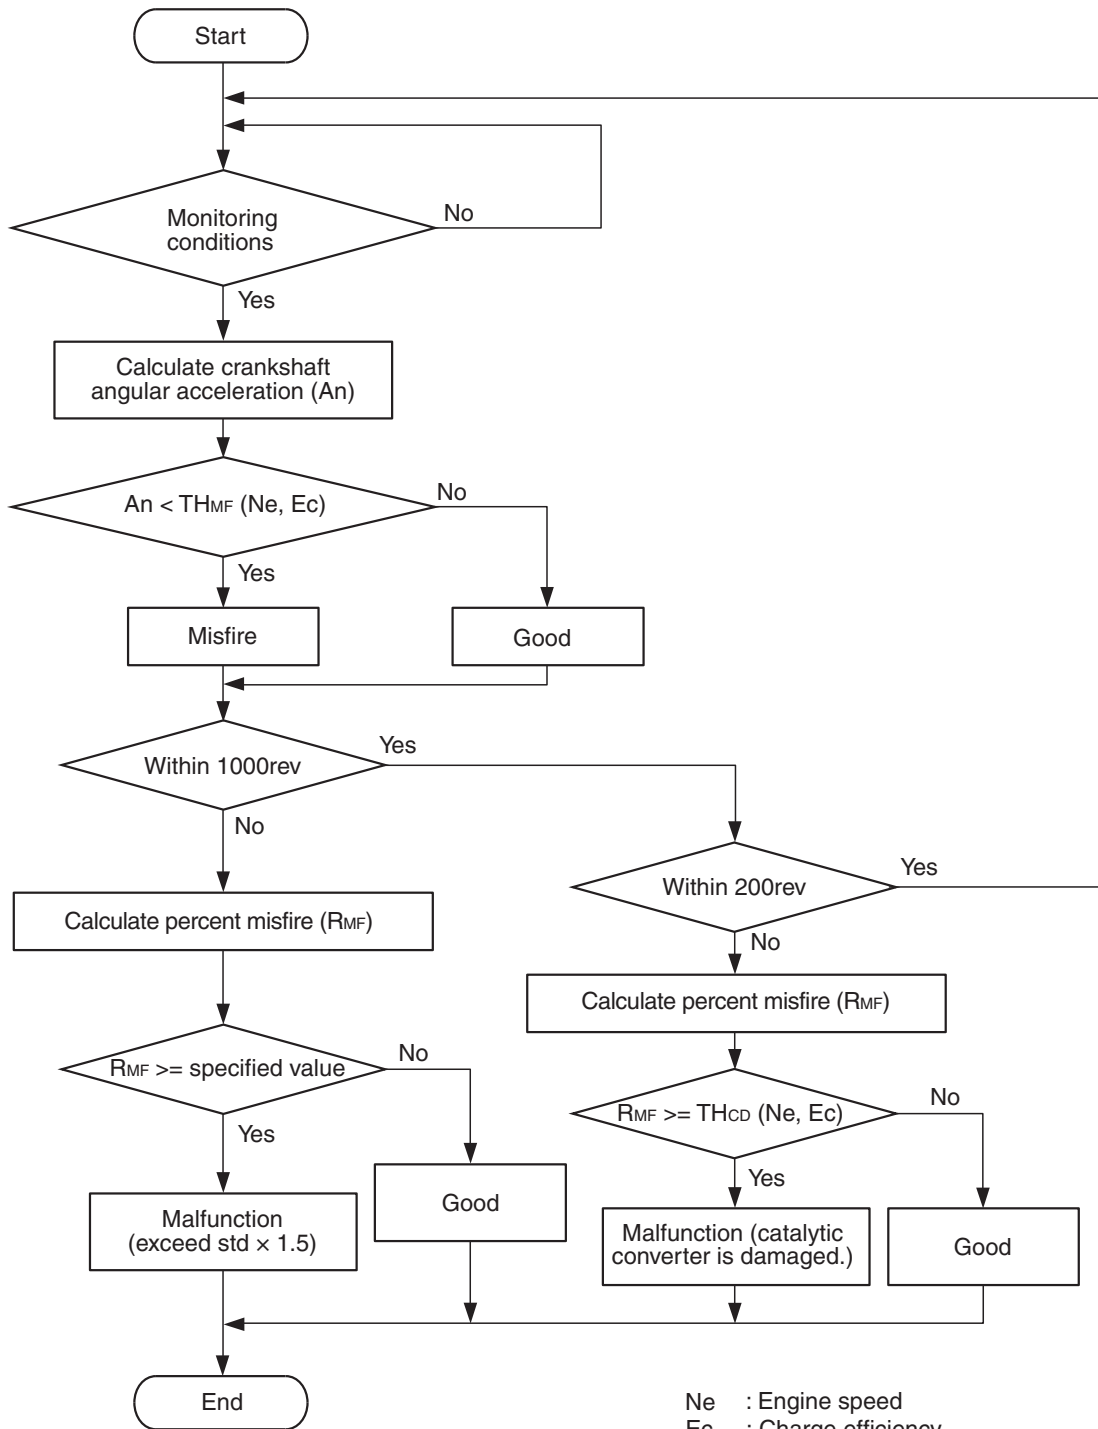 Start
Monitoring
conditions
No
Yes
Calculate crankshaft
angular acceleration (An)
An < THMF (Ne, Ec)
No
Yes
Misfire
Good
Within 1000rev
Yes
No
Within 200rev
Yes
No
Calculate percent misfire (RMF)
Calculate percent misfire (RMF)
RMF >= specified value
No
Yes
RMF >= THCD (Ne, Ec)
No
Yes
Malfunction
(exceed std × 1.5)
Good
Malfunction (catalytic
converter is damaged.)
Good
End
Ne : Engine speed
Ec : Charge efficiency